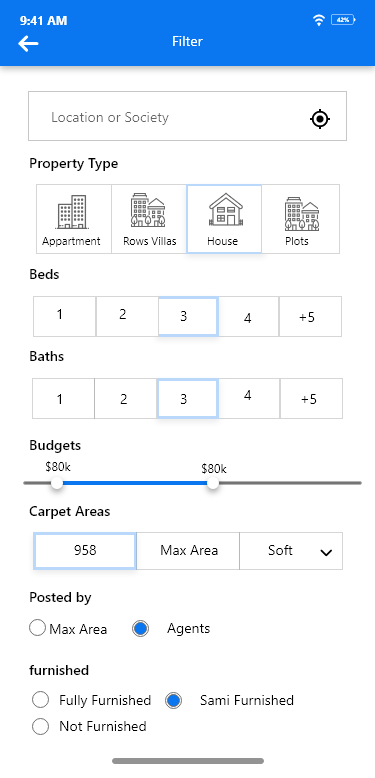 9:41 AM 42%
Filter
Location or Society
Property Type
Appartment Rows Villas House Plots
Beds
1 2 3 4 +5
Baths
1 2 3 4 +5
Budgets
$80k $80k
Carpet Areas
958 Max Area Soft
Posted by
Max Area Agents
furnished
Fully Furnished Sami Furnished
Not Furnished